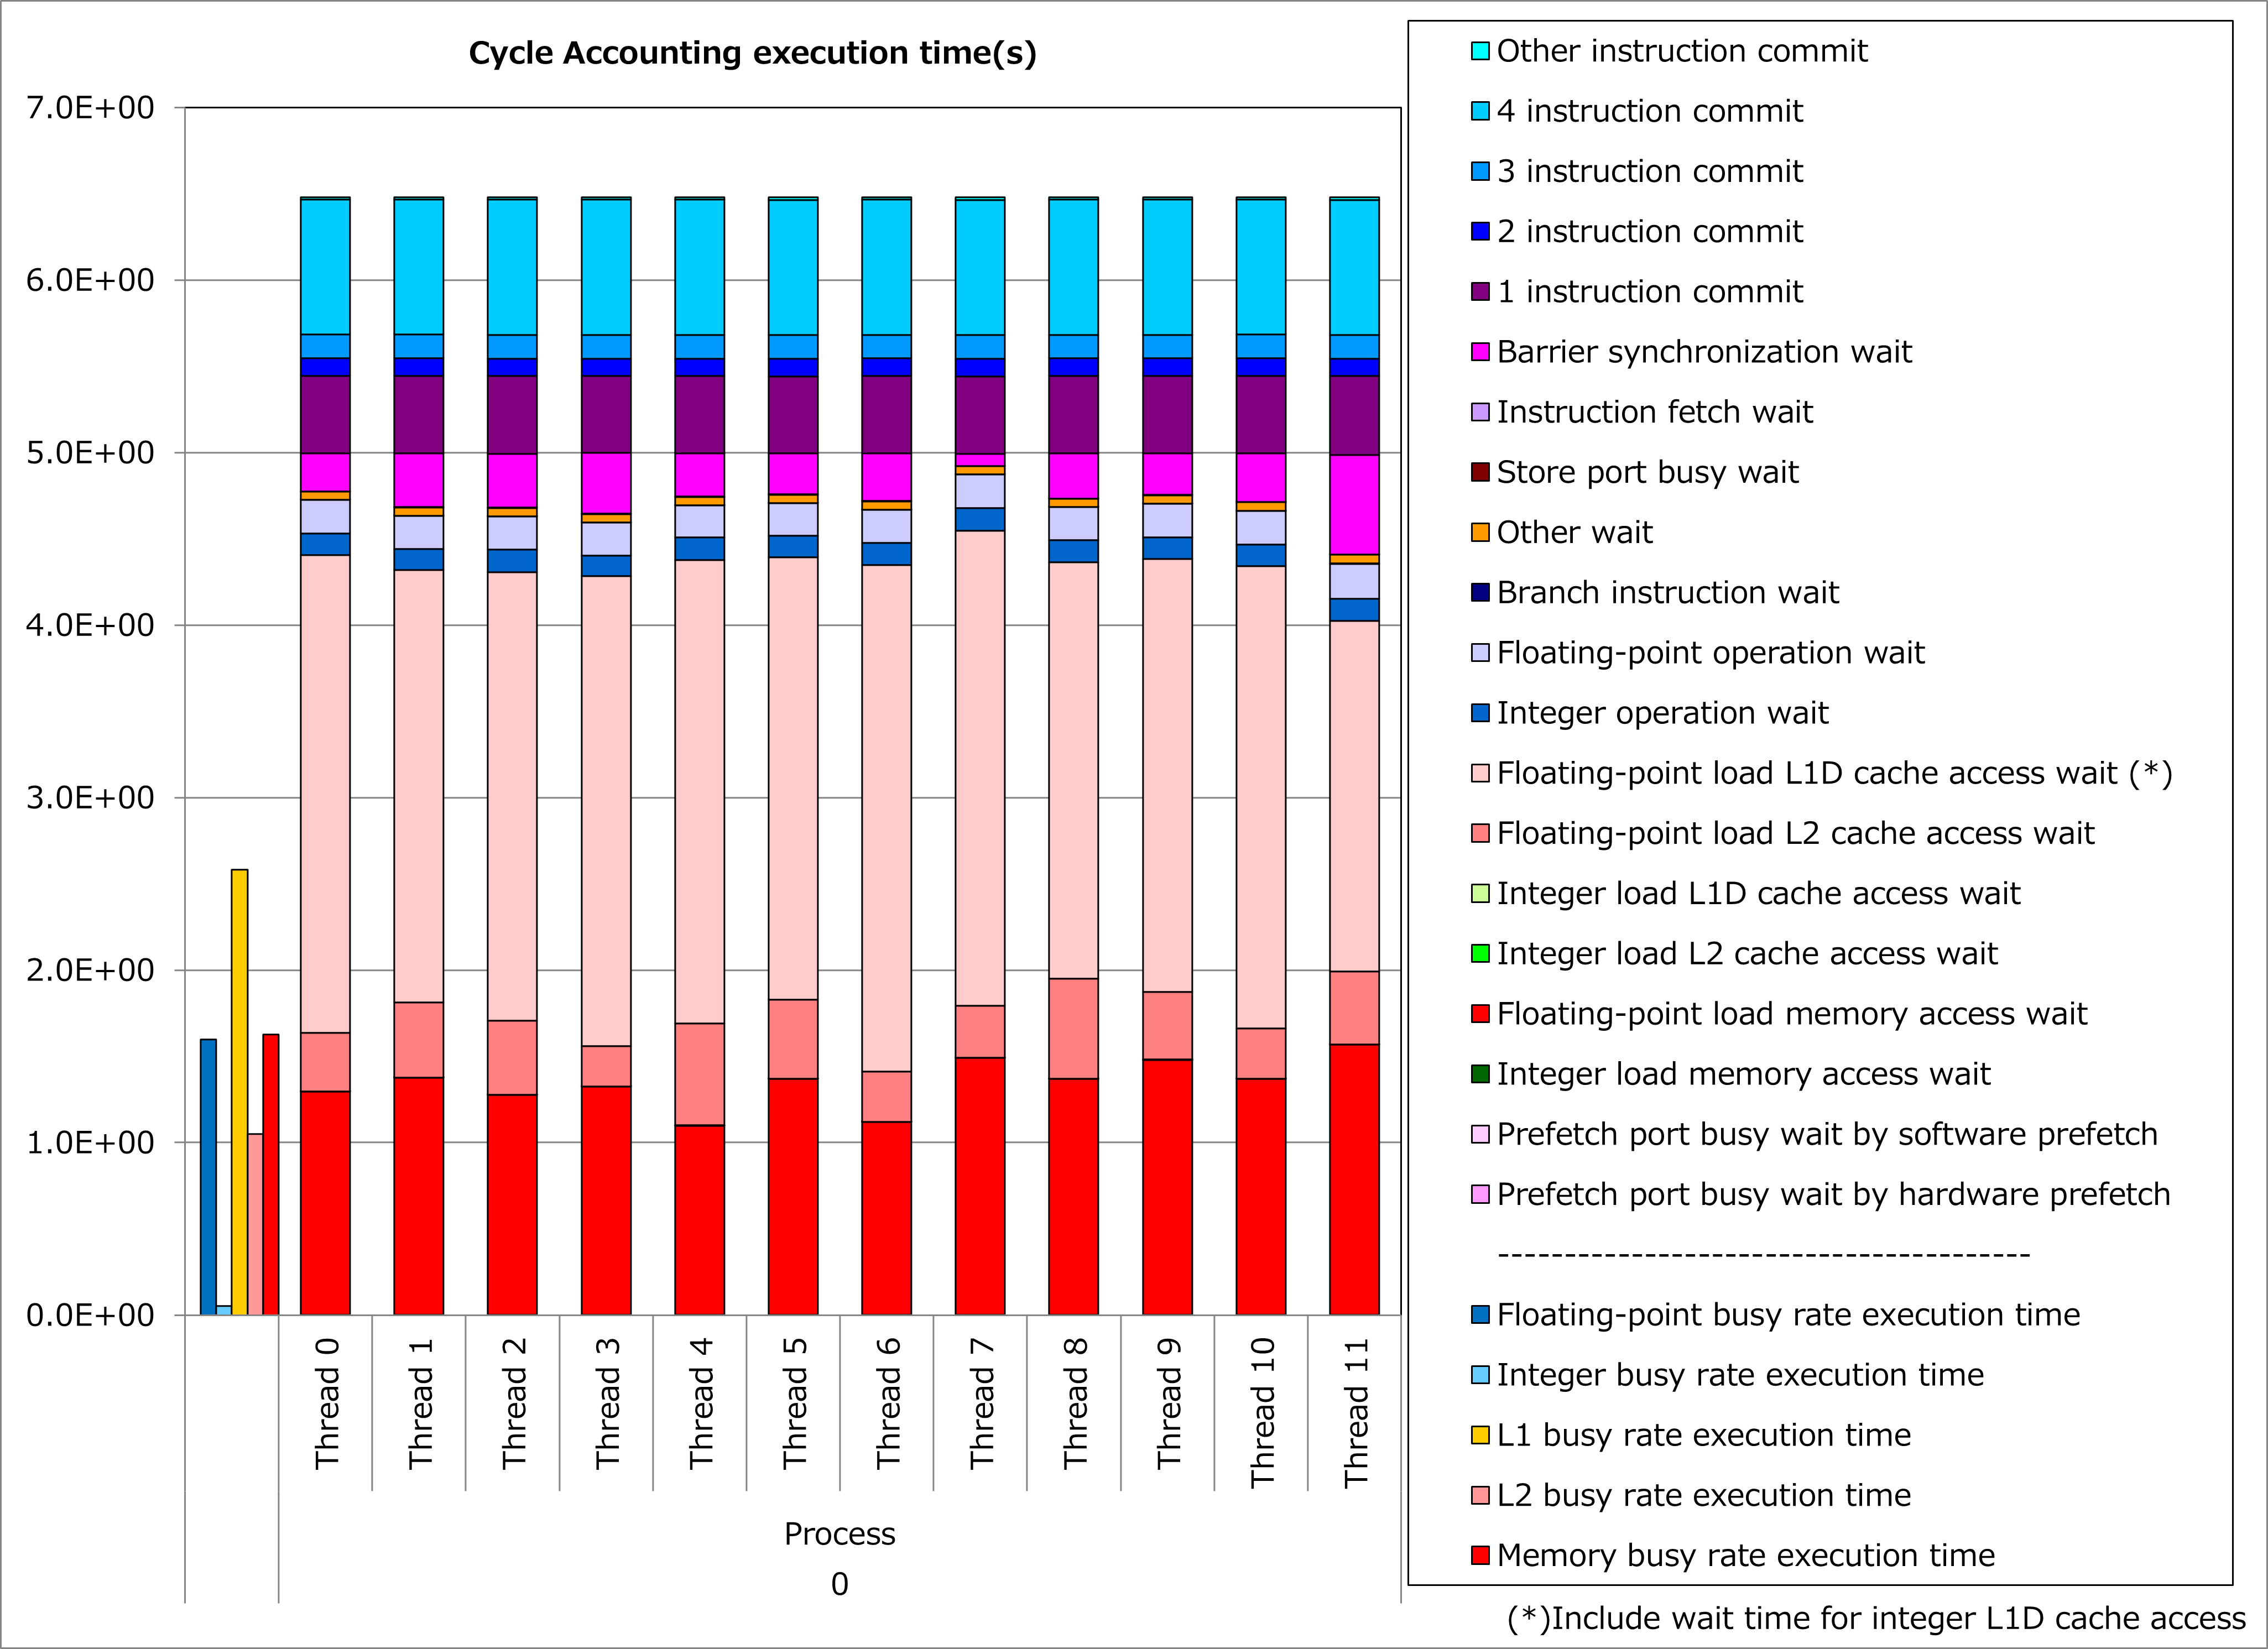 Cycle Accounting execution time(s)
7.0E+00
6.0E+00
5.0E+00
4.0E+00
3.0E+00
2.0E+00
1.0E+00
0.0E+00
Thread 0
Thread 1
Thread 2
Thread 3
Thread 4
Thread 5
Thread 6
Thread 7
Thread 8
Thread 9
Thread 10
Thread 11
Process
0
Other instruction commit
4 instruction commit
3 instruction commit
2 instruction commit
1 instruction commit
Barrier synchronization wait
Instruction fetch wait
Store port busy wait
Other wait
Branch instruction wait
Floating-point operation wait
Integer operation wait
Floating-point load L1D cache access wait (*)
Floating-point load L2 cache access wait
Integer load L1D cache access wait
Integer load L2 cache access wait
Floating-point load memory access wait
Integer load memory access wait
Prefetch port busy wait by software prefetch
Prefetch port busy wait by hardware prefetch
----------------------------------------
Floating-point busy rate execution time
Integer busy rate execution time
L1 busy rate execution time
L2 busy rate execution time
Memory busy rate execution time
(*)Include wait time for integer L1D cache access